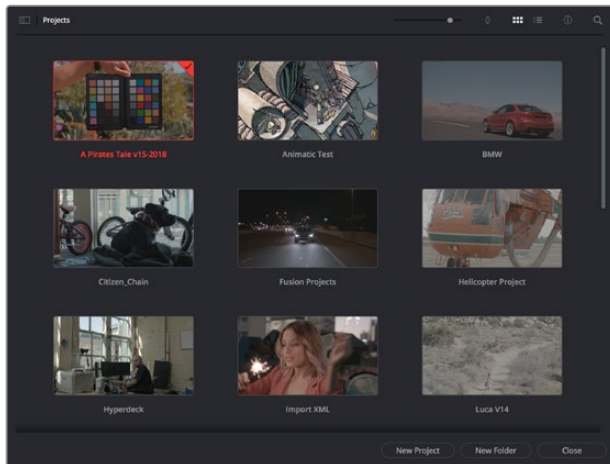 Projects
A Pirates Tale v15-2018
Animatic Test
BMW
Citizen_Chain
Fusion Projects
Helicopter Project
Hyperdeck
Import XML
Luca V14
New Project
New Folder
Close